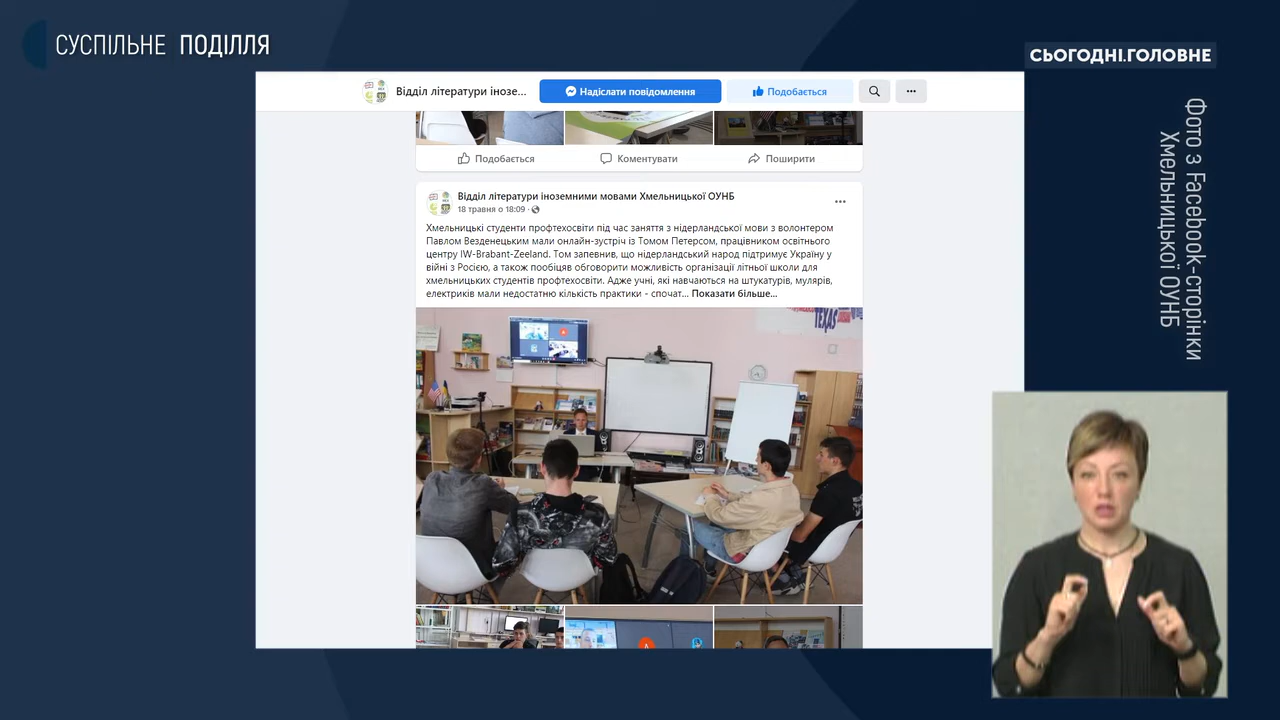 СУСПІЛЬНЕ ПОДІЛЛЯ
СЬОГОДНІ.ГОЛОВНЕ
Відділ літератури інозе...
Надіслати повідомлення
Подобається
Подобається
Коментувати
Поширити
Відділ літератури іноземними мовами Хмельницької ОУНБ
18 травня о 18:09 ·
Хмельницькі студенти профтехосвіти під час заняття з нідерландської мови з волонтером
Павлом Везденецьким мали онлайн-зустріч із Томом Петерсом, працівником освітнього
центру IW-Brabant-Zeeland. Том запевнив, що нідерландський народ підтримує Україну у
війні з Росією, а також пообіцяв обговорити можливість організації літньої школи для
хмельницьких студентів профтехосвіти. Адже учні, які навчаються на штукатурів, мулярів,
електриків мали недостатню кількість практики - спочат... Показати більше...
TEXAS
Фото з Facebook-сторінки
Хмельницької ОУНБ